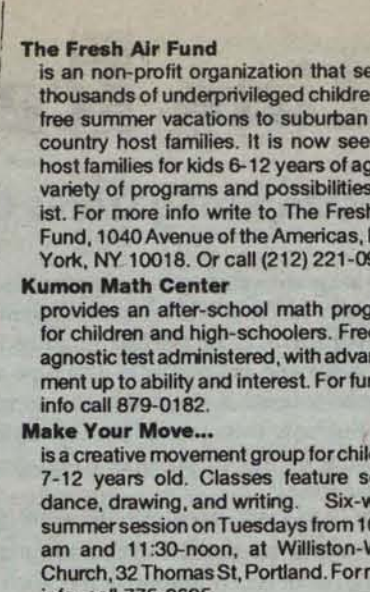 The Fresh Air Fund
is an non-profit organization that se
thousands of underprivileged childre
free summer vacations to suburban
country host families. It is now see
host families for kids 6-12 years of ag
variety of programs and possibilities
ist. For more info write to The Fresh
Fund, 1040 Avenue of the Americas,
York, NY 10018. Or call (212) 221-09
Kumon Math Center
provides an after-school math prog
for children and high-schoolers. Free
agnostic test administered, with advan
ment up to ability and interest. For fur
info call 879-0182.
Make Your Move...
is a creative movement group for chil
7-12 years old. Classes feature s
dance, drawing, and writing. Six-w
summer session on Tuesdays from 10
am and 11:30-noon, at Williston-W
Church, 32 Thomas St, Portland. For